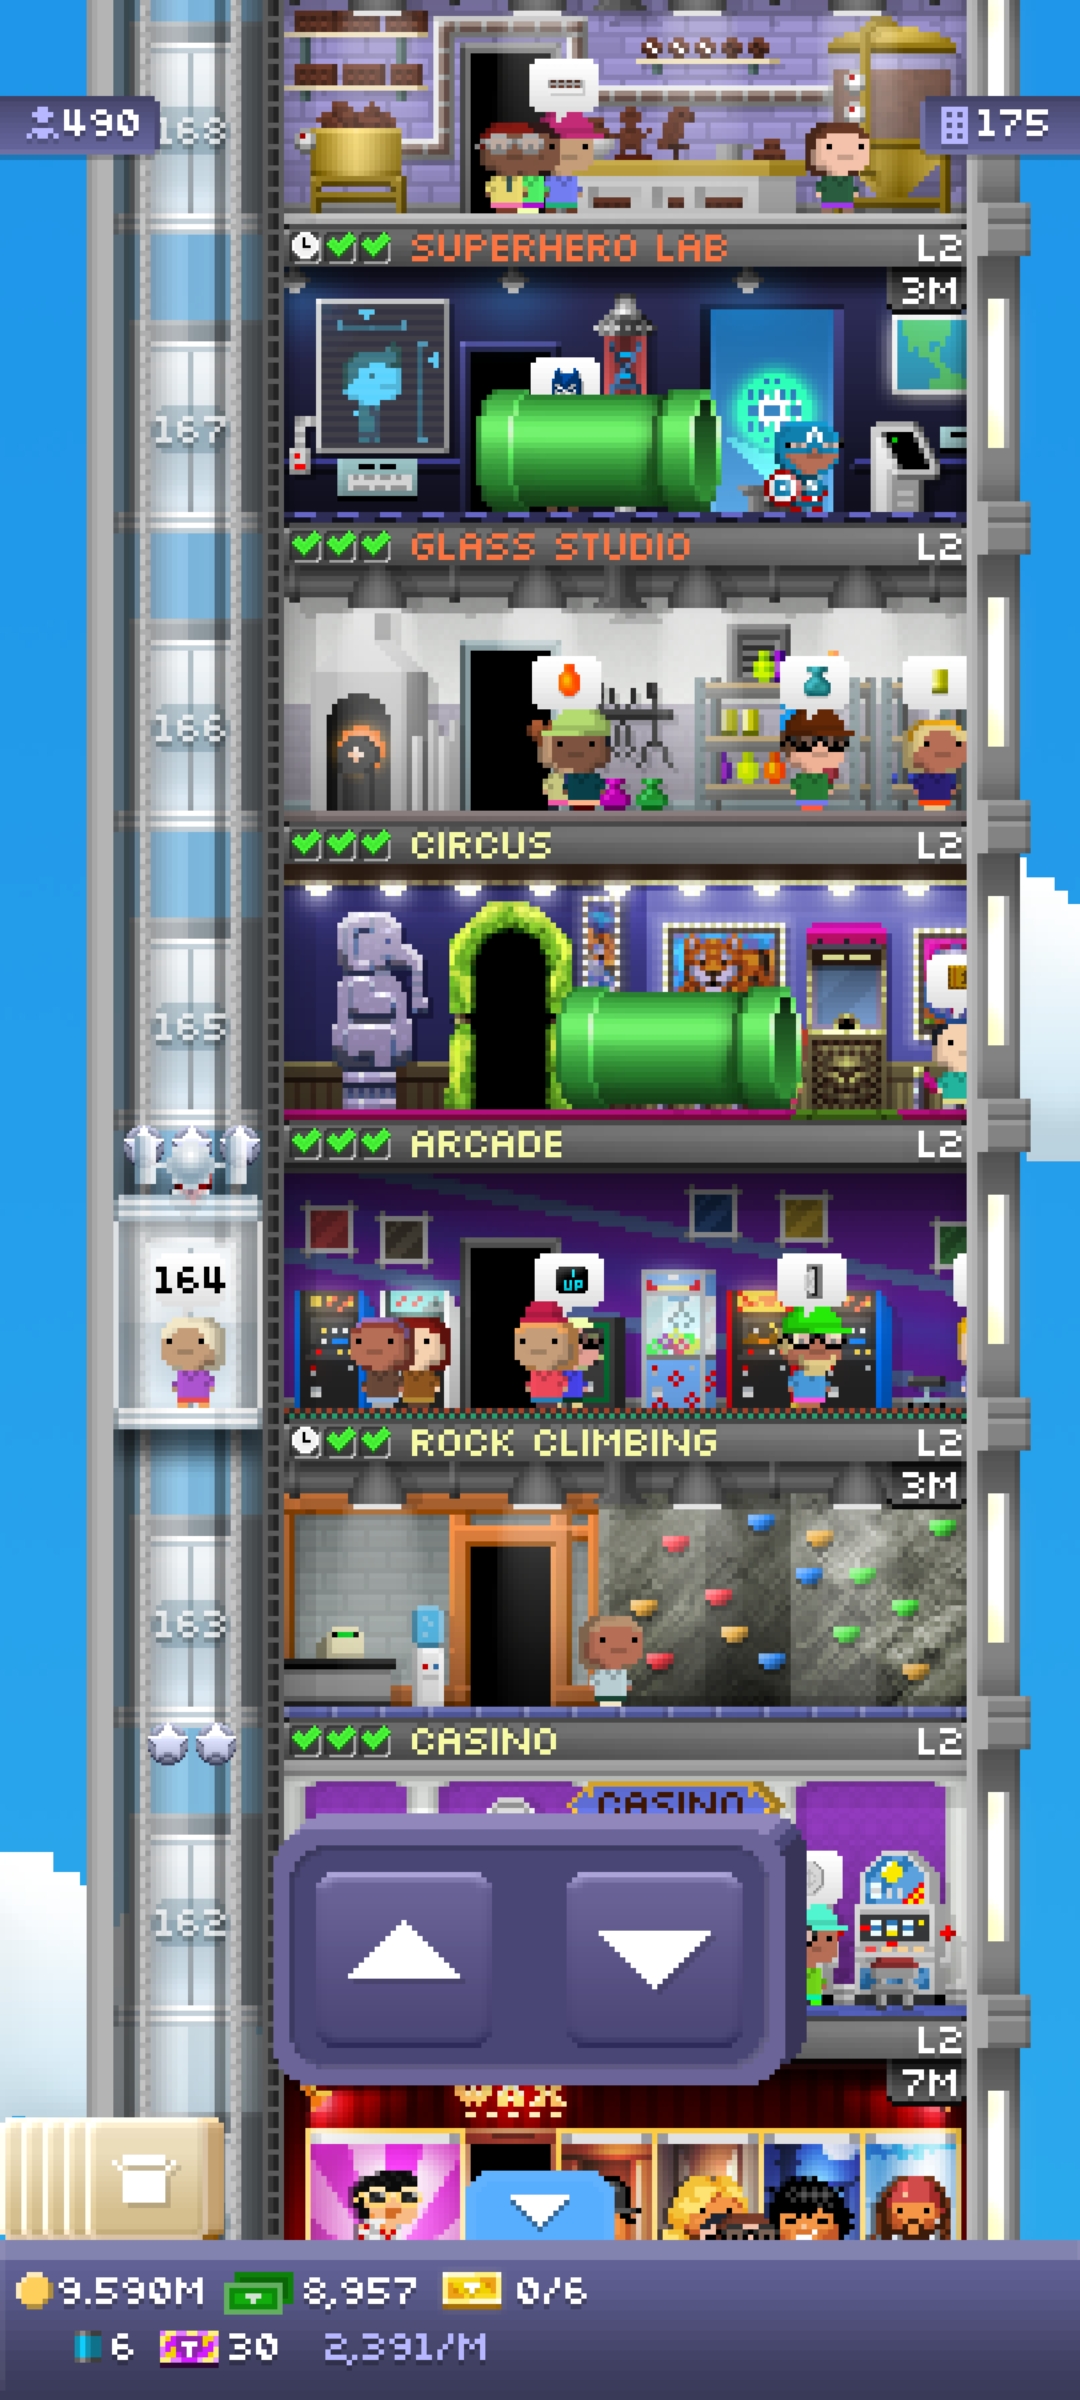 490
168
175
SUPERHERO LAB L2
3M
167
GLASS STUDIO L2
166
CIRCUS L2
165
ARCADE L2
164
UP
ROCK CLIMBING L2
3M
163
CASINO L2
CASINO
162
L2
7M
WAX
9.590M 8,957 0/6
6 T 30 2,391/M